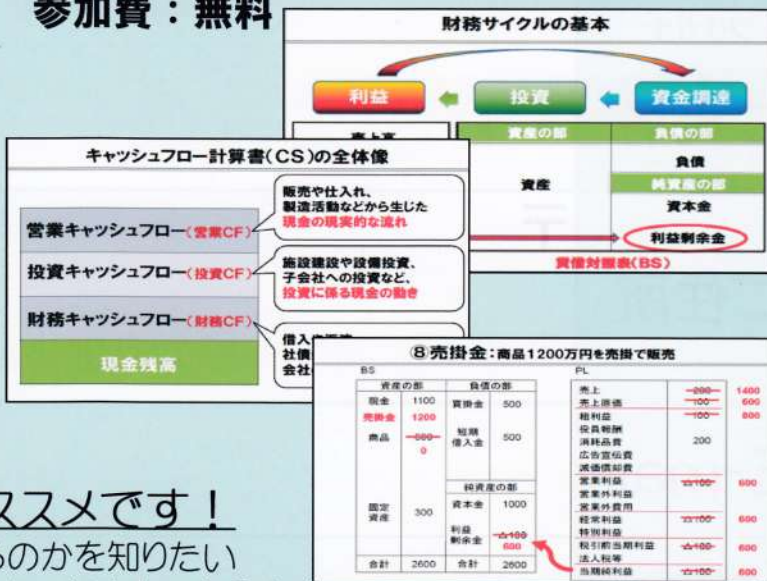 参加費：無料
財務サイクルの基本
利益
投資
資金調達
資産の部
負債の部
資産
負債
純資産の部
資本金
利益剰余金
貸借対照表(BS)
キャッシュフロー計算書(CS)の全体像
営業キャッシュフロー(営業CF)
販売や仕入れ、
製造活動などから生じた
現金の現実的な流れ
投資キャッシュフロー(投資CF)
施設建設や設備投資、
子会社への投資など、
投資に係る現金の動き
財務キャッシュフロー(財務CF)
現金残高
⑧売掛金：商品1200万円を売掛で販売
BS
資産の部 負債の部
現金 1100 買掛金 500
売掛金 1200
商品 600 0
短期借入金 500
純資産の部
固定資産 300
資本金 1000
利益剰余金 △100 600
合計 2600 合計 2600
PL
売上 200 1400
売上原価 100 600
粗利益 100 800
役員報酬
消耗品費 200
広告宣伝費
減価償却費
営業利益 △100 600
営業外利益
営業外費用
経常利益 △100 600
特別利益
税引前当期利益 △100 600
法人税等
当期純利益 △100 600
ススメです！
るのかを知りたい